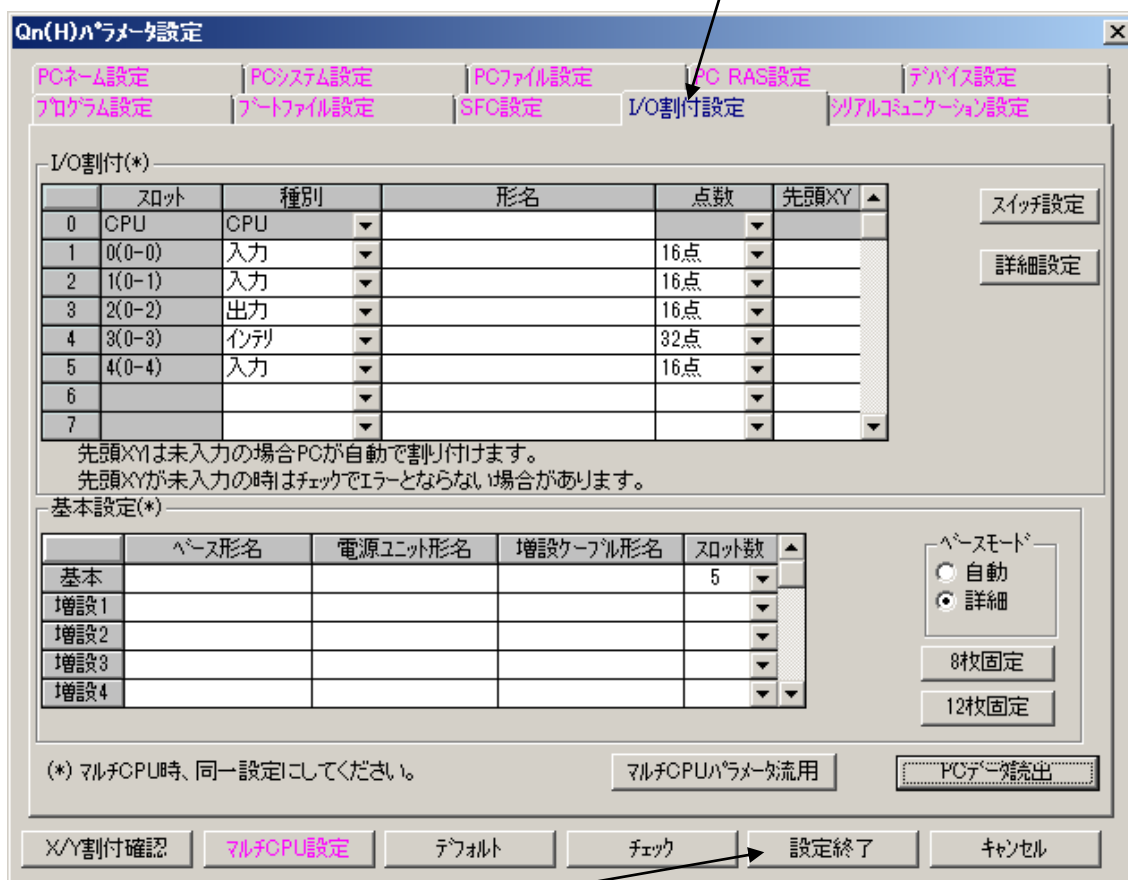 Qn(H)ﾊﾟﾗﾒｰﾀ設定
PCﾈｰﾑ設定 PCｼｽﾃﾑ設定 PCﾌｧｲﾙ設定 PC RAS設定 ﾃﾞﾊﾞｲｽ設定
ﾌﾟﾛｸﾞﾗﾑ設定 ﾌﾞｰﾄﾌｧｲﾙ設定 SFC設定 I/O割付設定 ｼﾘｱﾙｺﾐｭﾆｹｰｼｮﾝ設定
I/O割付(*)
ｽﾛｯﾄ 種別 形名 点数 先頭XY
0 CPU CPU
1 0(0-0) 入力 16点
2 1(0-1) 入力 16点
3 2(0-2) 出力 16点
4 3(0-3) ｲﾝﾃﾘ 32点
5 4(0-4) 入力 16点
6
7
ｽｲｯﾁ設定
詳細設定
先頭XYは未入力の場合PCが自動で割り付けます。
先頭XYが未入力の時はﾁｪｯｸでｴﾗｰとならない場合があります。
基本設定(*)
ﾍﾞｰｽ形名 電源ﾕﾆｯﾄ形名 増設ｹｰﾌﾞﾙ形名 ｽﾛｯﾄ数
基本 5
増設1
増設2
増設3
増設4
ﾍﾞｰｽﾓｰﾄﾞ
自動
詳細
8枚固定
12枚固定
(*) ﾏﾙﾁCPU時、同一設定にしてください。
ﾏﾙﾁCPUﾊﾟﾗﾒｰﾀ流用 PCﾃﾞｰﾀ読出
X/Y割付確認 ﾏﾙﾁCPU設定 ﾃﾞﾌｫﾙﾄ ﾁｪｯｸ 設定終了 ｷｬﾝｾﾙ